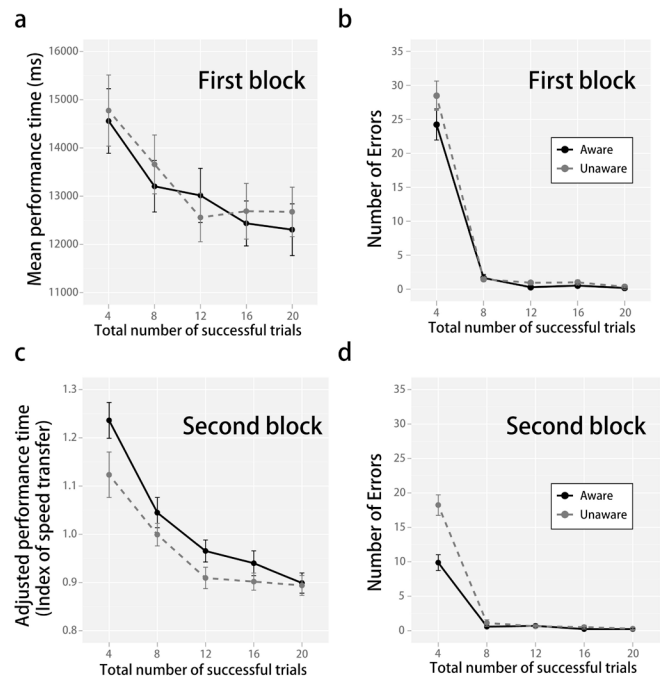 a
Mean performance time (ms)
16000
15000
14000
13000
12000
11000
First block
4 8 12 16 20
Total number of successful trials
b
Number of Errors
35
30
25
20
15
10
5
0
First block
Aware
Unaware
4 8 12 16 20
Total number of successful trials
c
Adjusted performance time
(Index of speed transfer)
1.3
1.2
1.1
1.0
0.9
0.8
Second block
4 8 12 16 20
Total number of successful trials
d
Number of Errors
35
30
25
20
15
10
5
0
Second block
Aware
Unaware
4 8 12 16 20
Total number of successful trials